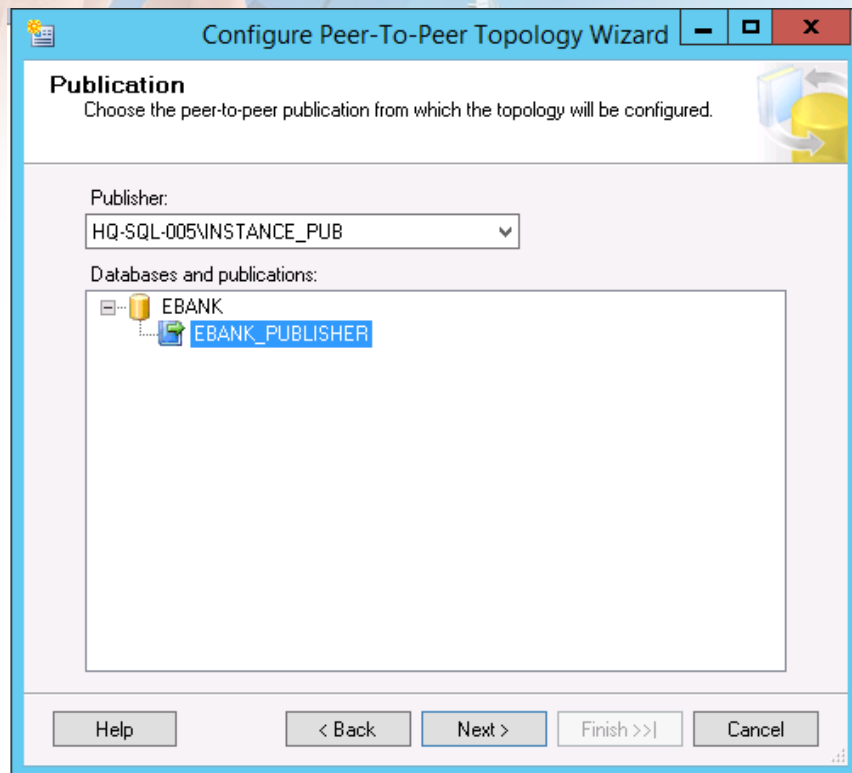 Configure Peer-To-Peer Topology Wizard
Publication
Choose the peer-to-peer publication from which the topology will be configured.
Publisher:
HQ-SQL-005\INSTANCE_PUB
Databases and publications:
EBANK
EBANK_PUBLISHER
Help < Back Next > Finish >>| Cancel